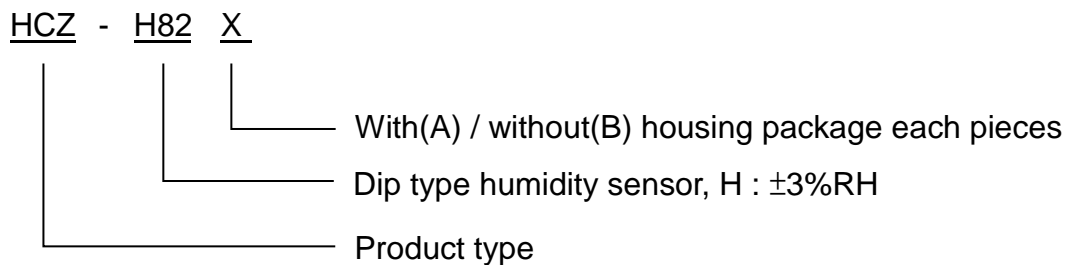 HCZ - H82 X
With(A) / without(B) housing package each pieces
Dip type humidity sensor, H : ±3%RH
Product type